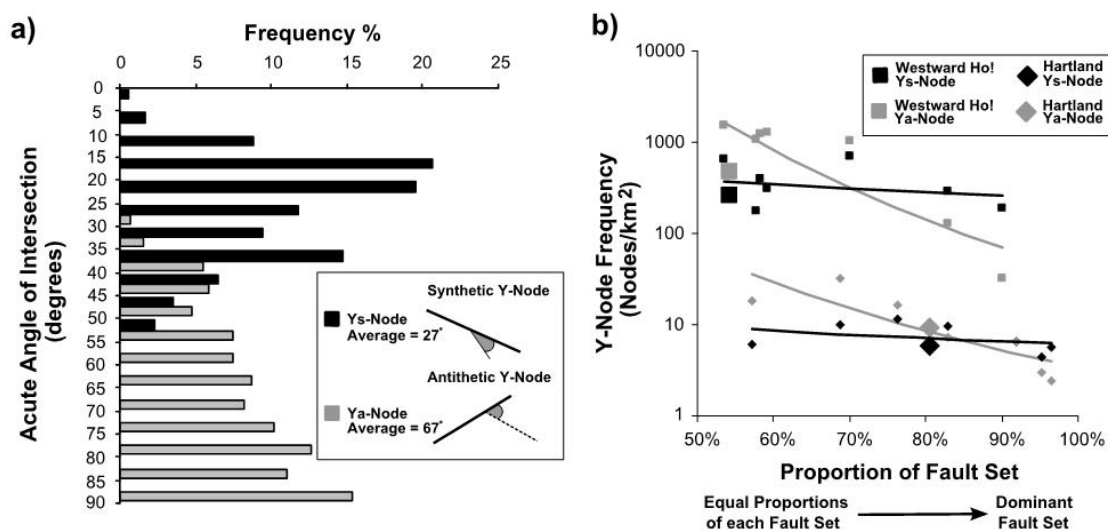 a)
Frequency %
0 5 10 15 20 25
Acute Angle of Intersection
(degrees)
0
5
10
15
20
25
30
35
40
45
50
55
60
65
70
75
80
85
90
Synthetic Y-Node
Ys-Node
Average = 27°
Antithetic Y-Node
Ya-Node
Average = 67°
b)
Y-Node Frequency
(Nodes/km2)
10000
1000
100
10
1
Westward Ho!
Ys-Node
Hartland
Ys-Node
Westward Ho!
Ya-Node
Hartland
Ya-Node
50% 60% 70% 80% 90% 100%
Proportion of Fault Set
Equal Proportions
of each Fault Set
Dominant
Fault Set